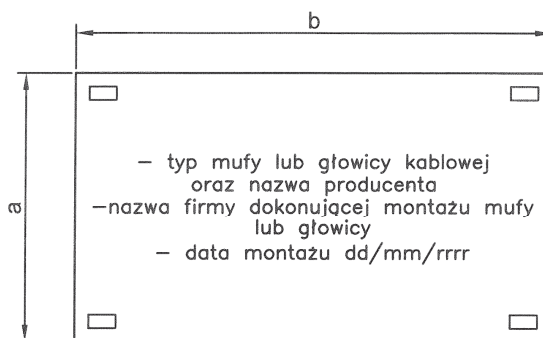 b
a
– typ mufy lub głowicy kablowej
oraz nazwa producenta
–nazwa firmy dokonującej montażu mufy
lub głowicy
– data montażu dd/mm/rrrr